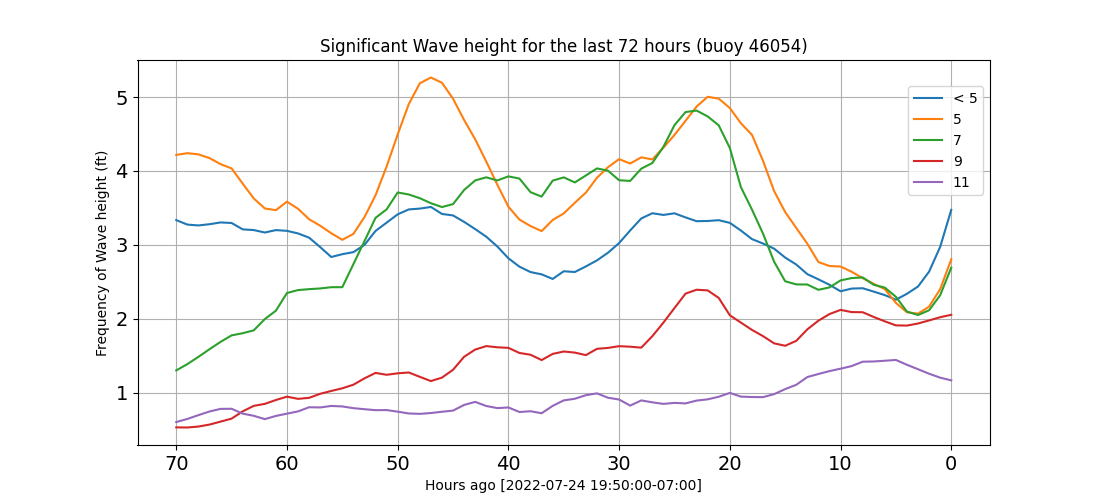 Significant Wave height for the last 72 hours (buoy 46054)
Frequency of Wave height (ft)
5
4
3
2
1
< 5
5
7
9
11
70 60 50 40 30 20 10 0
Hours ago [2022-07-24 19:50:00-07:00]